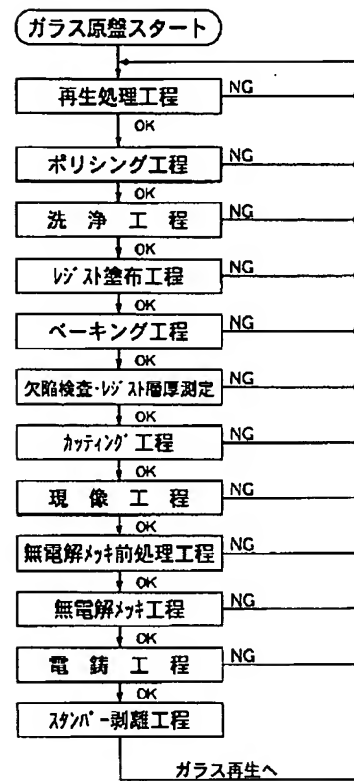 ガラス原盤スタート
再生処理工程
NG
OK
ポリシング工程
NG
OK
洗 浄 工 程
NG
OK
レジスト塗布工程
NG
OK
ベーキング工程
NG
OK
欠陥検査・レジスト層厚測定
NG
OK
カッティング工程
NG
OK
現 像 工 程
NG
OK
無電解メッキ前処理工程
NG
OK
無電解メッキ工程
NG
OK
電 鋳 工 程
NG
OK
スタンパー剥離工程
ガラス再生へ